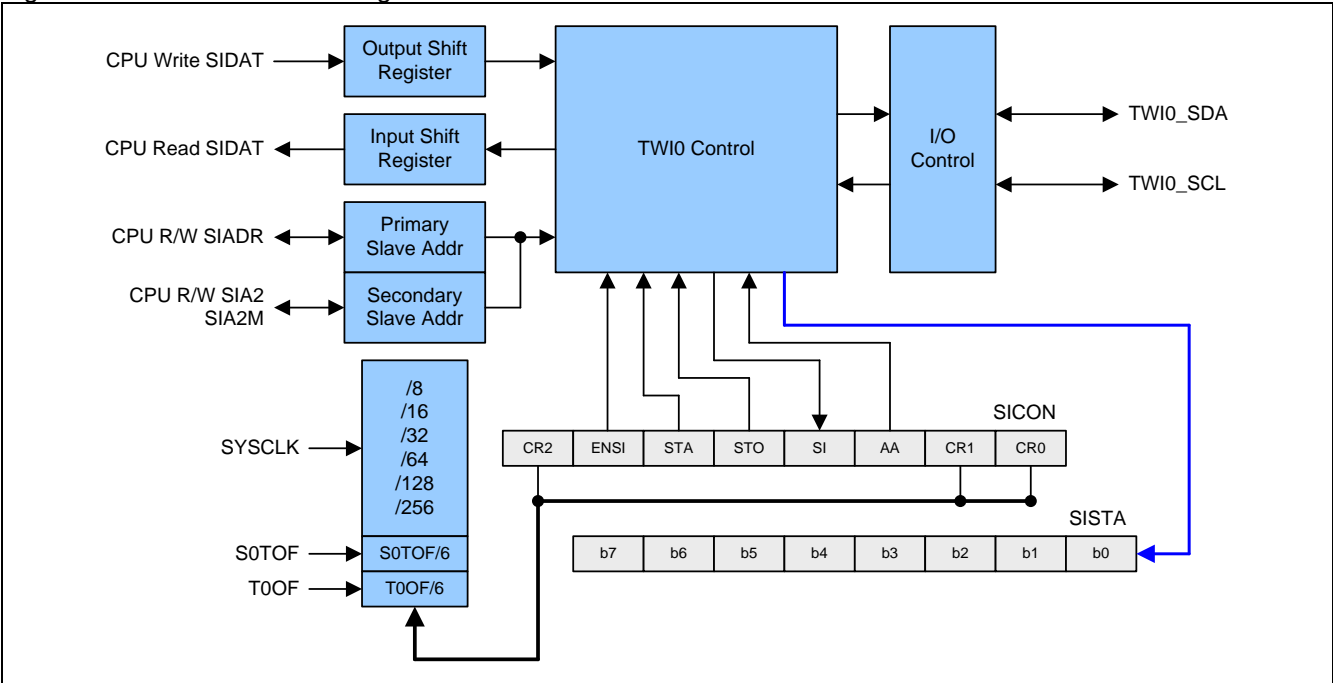 CPU Write SIDAT
Output Shift
Register
CPU Read SIDAT
Input Shift
Register
TWI0 Control
I/O
Control
TWI0_SDA
TWI0_SCL
CPU R/W SIADR
Primary
Slave Addr
CPU R/W SIA2
SIA2M
Secondary
Slave Addr
SYSCLK
/8
/16
/32
/64
/128
/256
S0TOF
S0TOF/6
T0OF
T0OF/6
SICON
CR2 ENSI STA STO SI AA CR1 CR0
SISTA
b7 b6 b5 b4 b3 b2 b1 b0